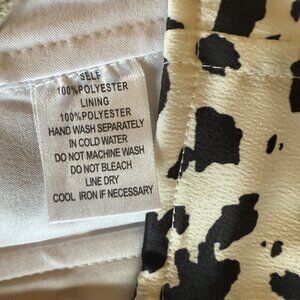 SELF
100%POLYESTER
LINING
100%POLYESTER
HAND WASH SEPARATELY
IN COLD WATER
DO NOT MACHINE WASH
DO NOT BLEACH
LINE DRY
COOL IRON IF NECESSARY